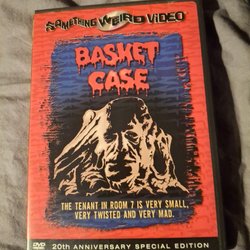 SOMETHING WEIRD VIDEO
BASKET
CASE
THE TENANT IN ROOM 7 IS VERY SMALL,
VERY TWISTED AND VERY MAD.
DVD
20TH ANNIVERSARY SPECIAL EDITION